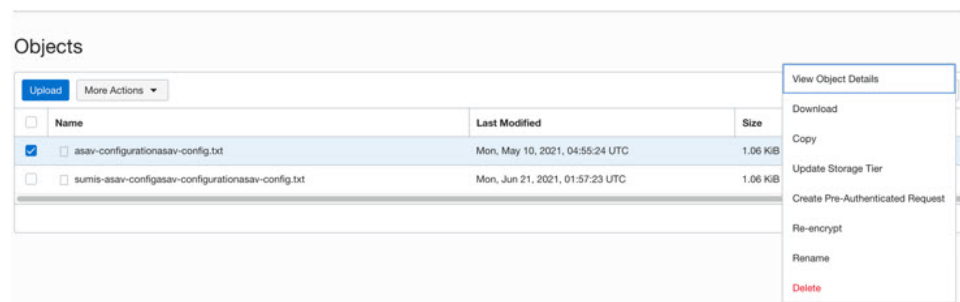 Objects
Upload More Actions
Name Last Modified Size
asav-configurationasav-config.txt Mon, May 10, 2021, 04:55:24 UTC 1.06 KiB
sumis-asav-configasav-configurationasav-config.txt Mon, Jun 21, 2021, 01:57:23 UTC 1.06 KiB
View Object Details
Download
Copy
Update Storage Tier
Create Pre-Authenticated Request
Re-encrypt
Rename
Delete